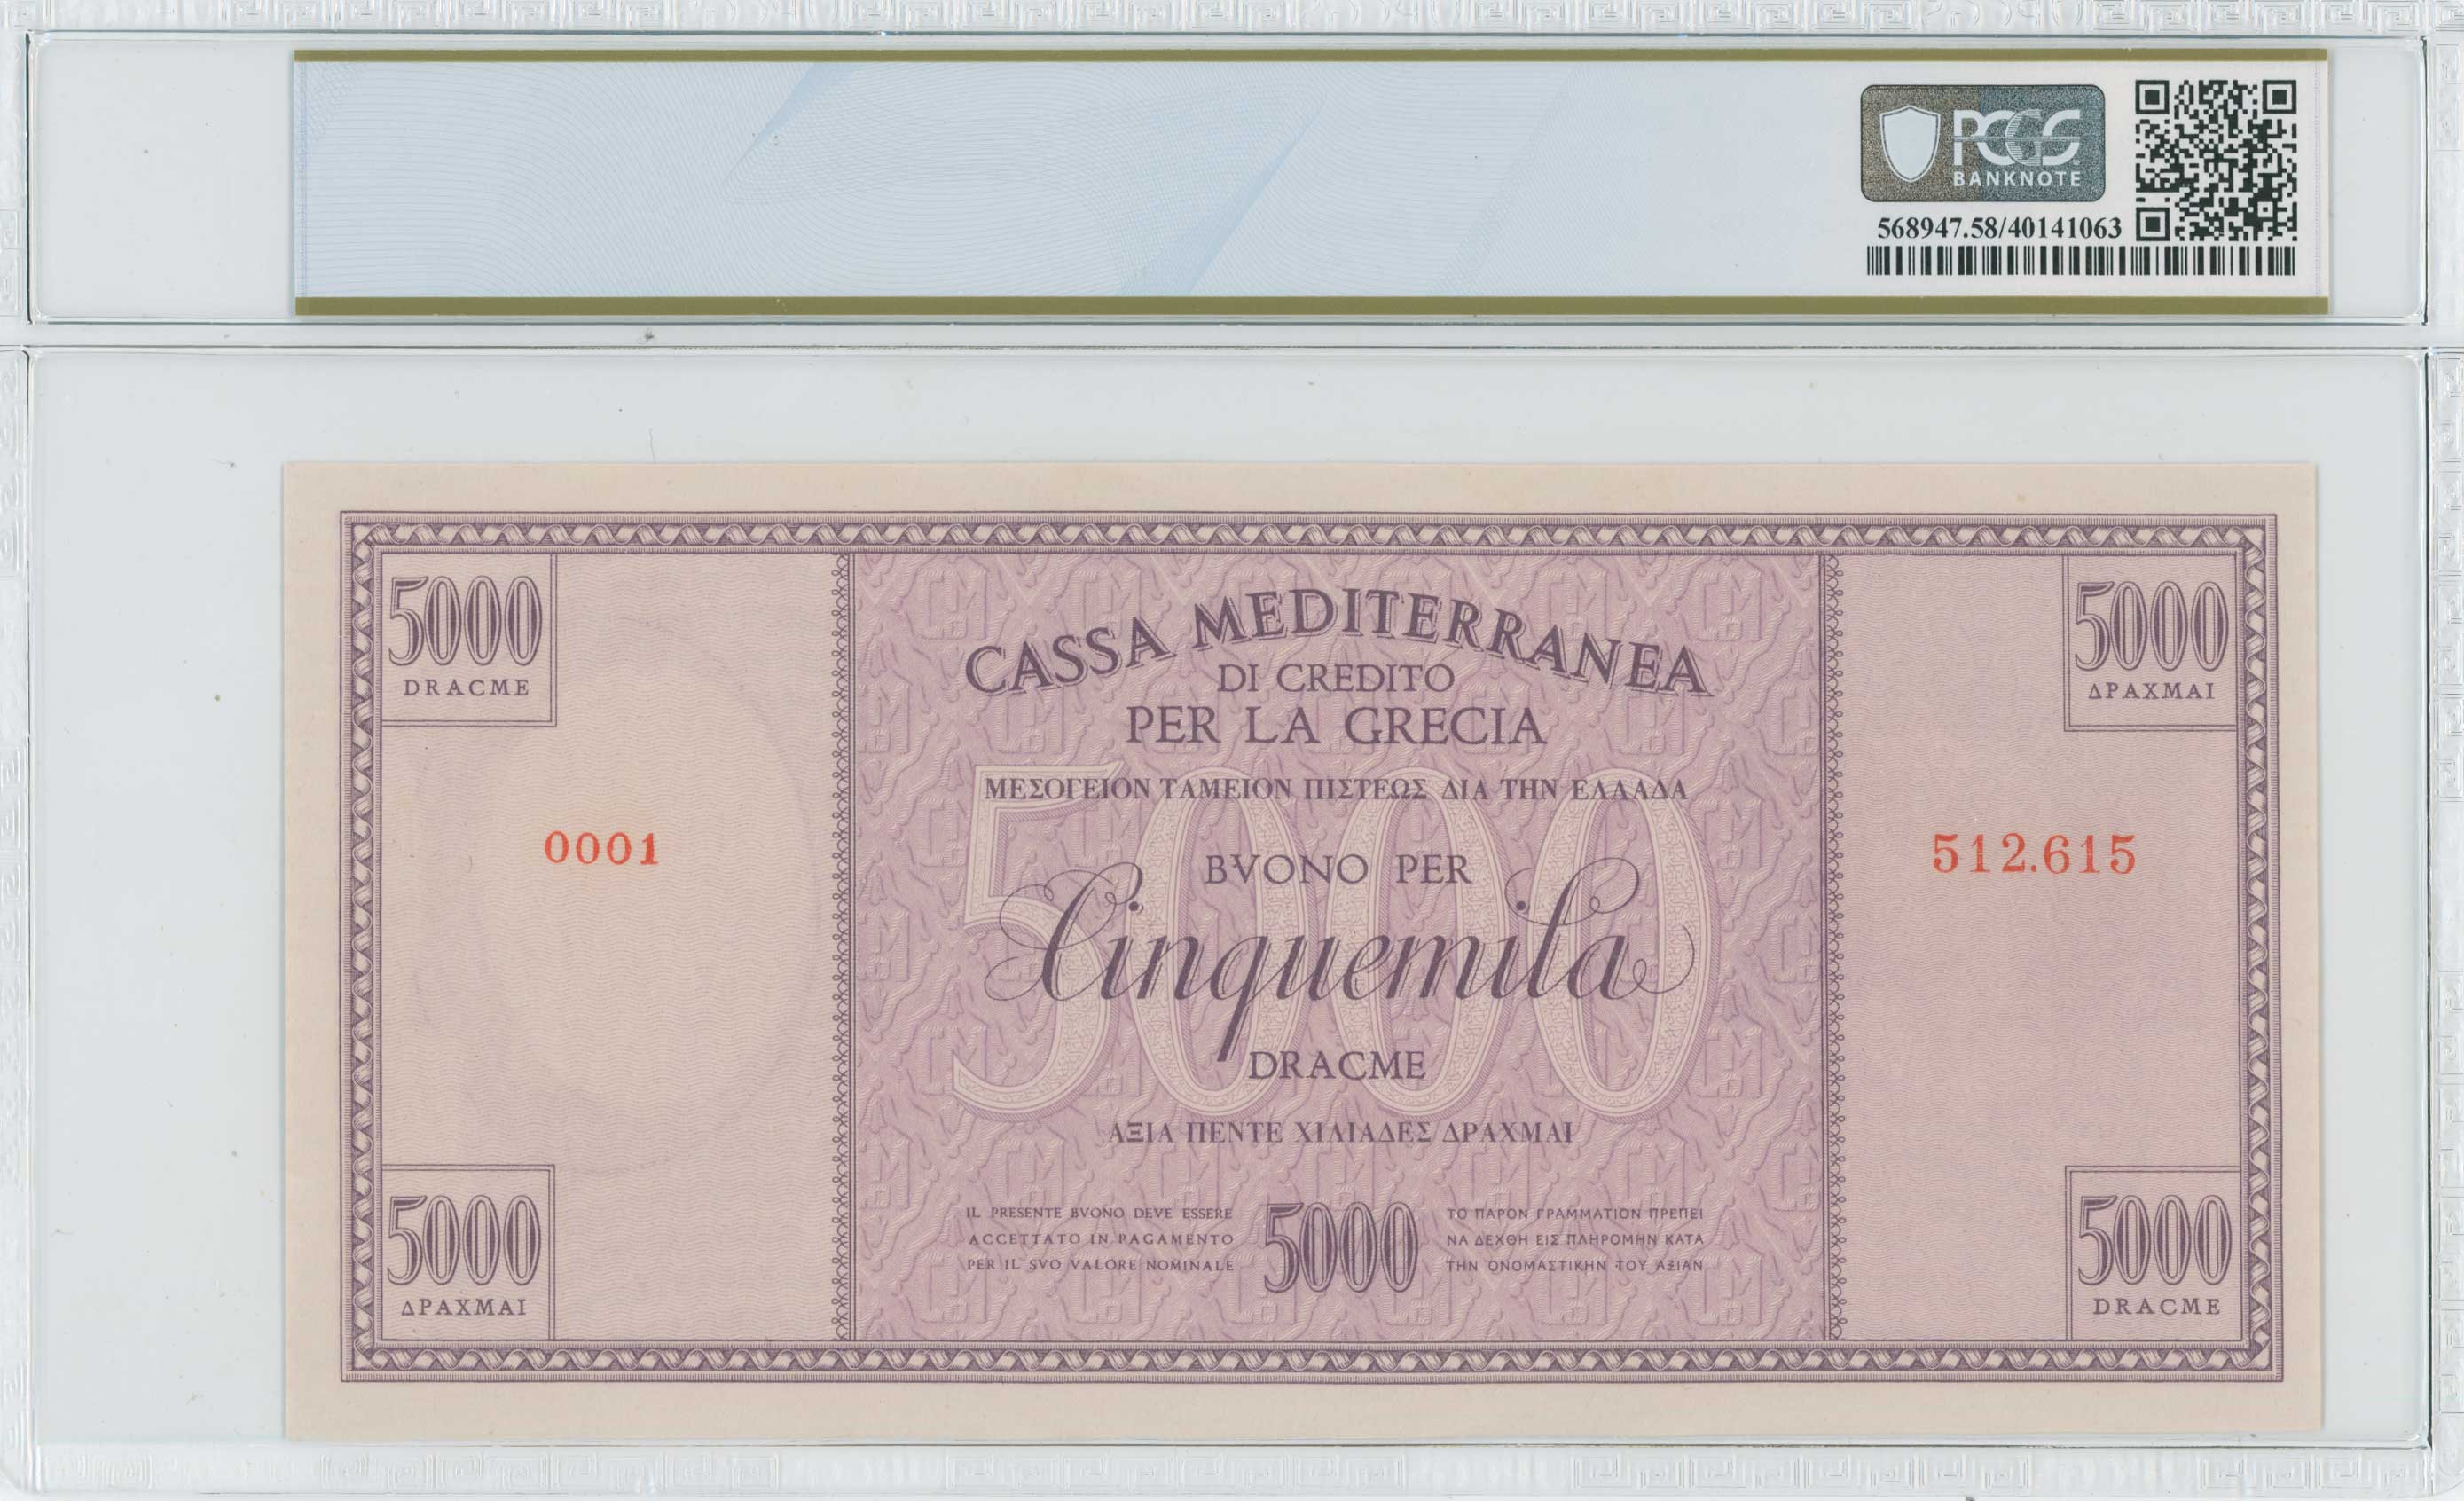 PCGS
BANKNOTE
568947.58/40141063
5000
DRACME
5000
ΔΡΑΧΜΑΙ
CASSA MEDITERRANEA
DI CREDITO
PER LA GRECIA
ΜΕΣΟΓΕΙΟΝ ΤΑΜΕΙΟΝ ΠΙΣΤΕΩΣ ΔΙΑ ΤΗΝ ΕΛΛΑΔΑ
5000
0001
512.615
BVONO PER
Cinquemila
DRACME
ΑΞΙΑ ΠΕΝΤΕ ΧΙΛΙΑΔΕΣ ΔΡΑΧΜΑΙ
IL PRESENTE BVONO DEVE ESSERE
ACCETTATO IN PAGAMENTO
PER IL SVO VALORE NOMINALE
5000
ΤΟ ΠΑΡΟΝ ΓΡΑΜΜΑΤΙΟΝ ΠΡΕΠΕΙ
ΝΑ ΔΕΧΘΗ ΕΙΣ ΠΛΗΡΟΜΗΝ ΚΑΤΑ
ΤΗΝ ΟΝΟΜΑΣΤΙΚΗΝ ΤΟΥ ΑΞΙΑΝ
5000
ΔΡΑΧΜΑΙ
5000
DRACME